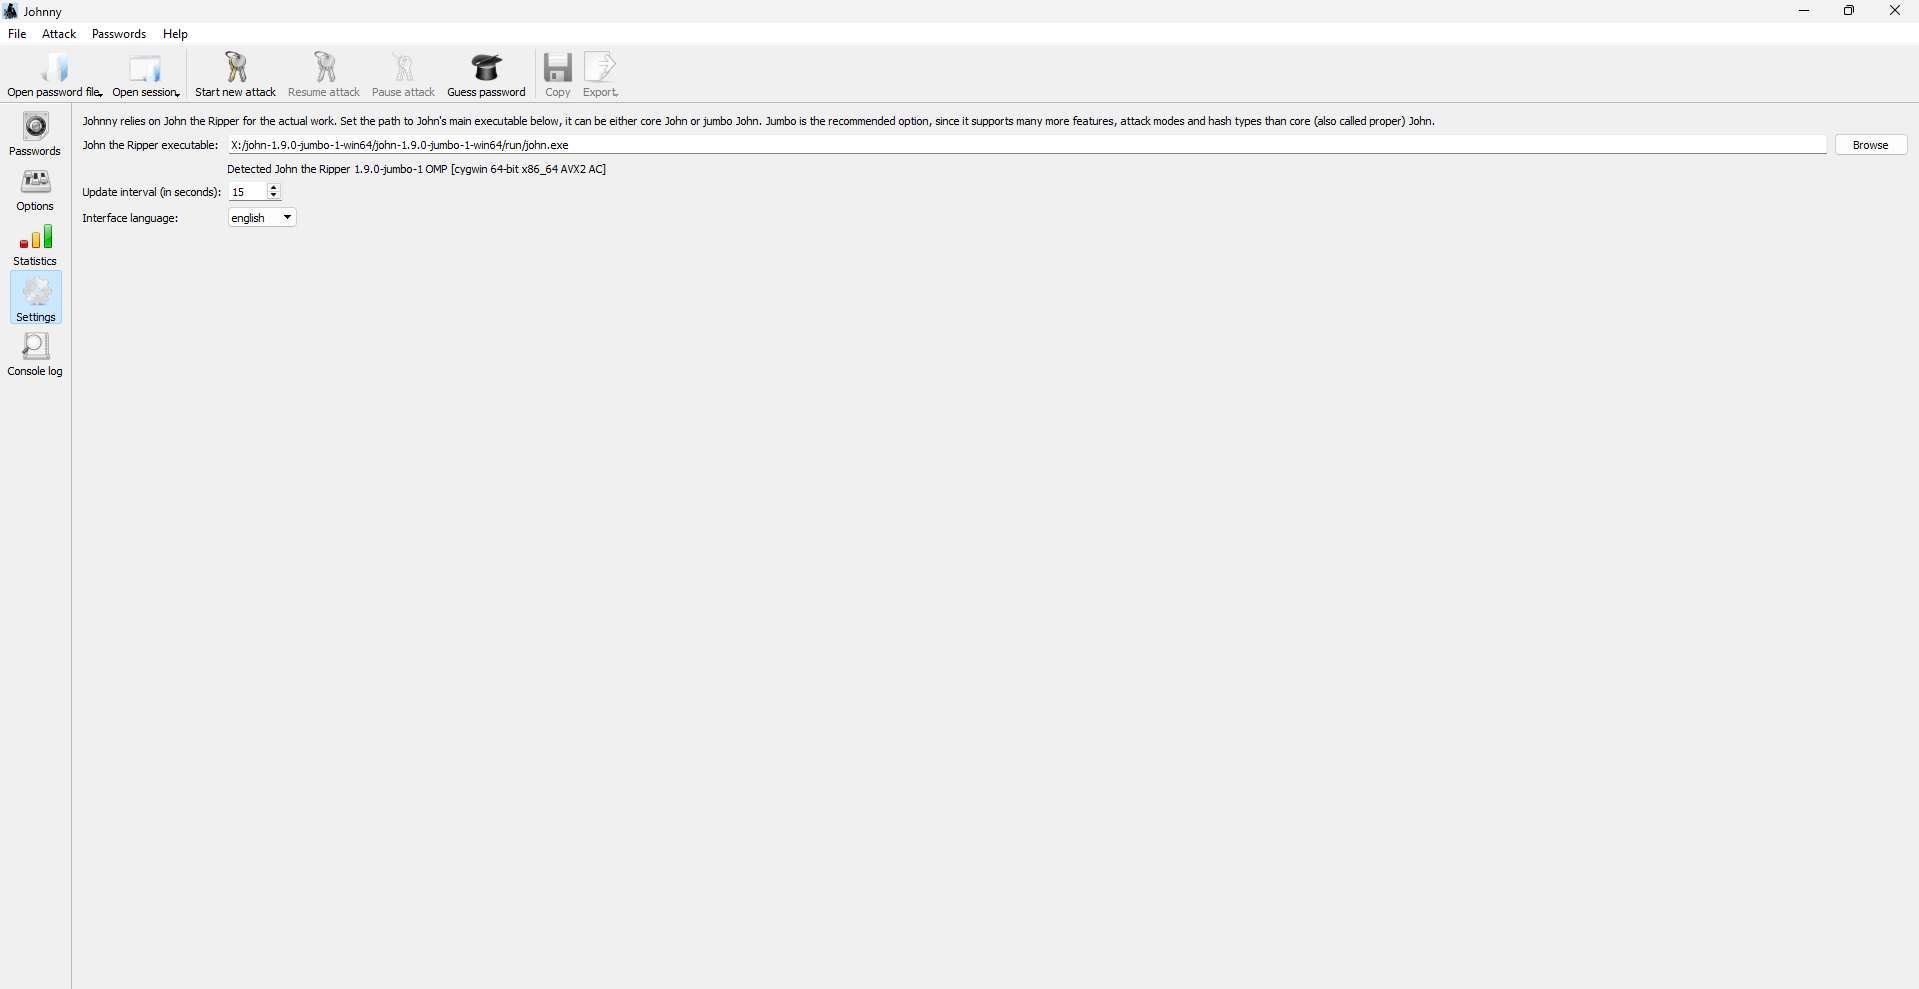 Johnny
File Attack Passwords Help
Open password file Open session Start new attack Resume attack Pause attack Guess password Copy Export
Passwords
Options
Statistics
Settings
Console log
Johnny relies on John the Ripper for the actual work. Set the path to John's main executable below, it can be either core John or jumbo John. Jumbo is the recommended option, since it supports many more features, attack modes and hash types than core (also called proper) John.
John the Ripper executable: X:/john-1.9.0-jumbo-1-win64/john-1.9.0-jumbo-1-win64/run/john.exe Browse
Detected John the Ripper 1.9.0-jumbo-1 OMP [cygwin 64-bit x86_64 AVX2 AC]
Update interval (in seconds): 15
Interface language: english